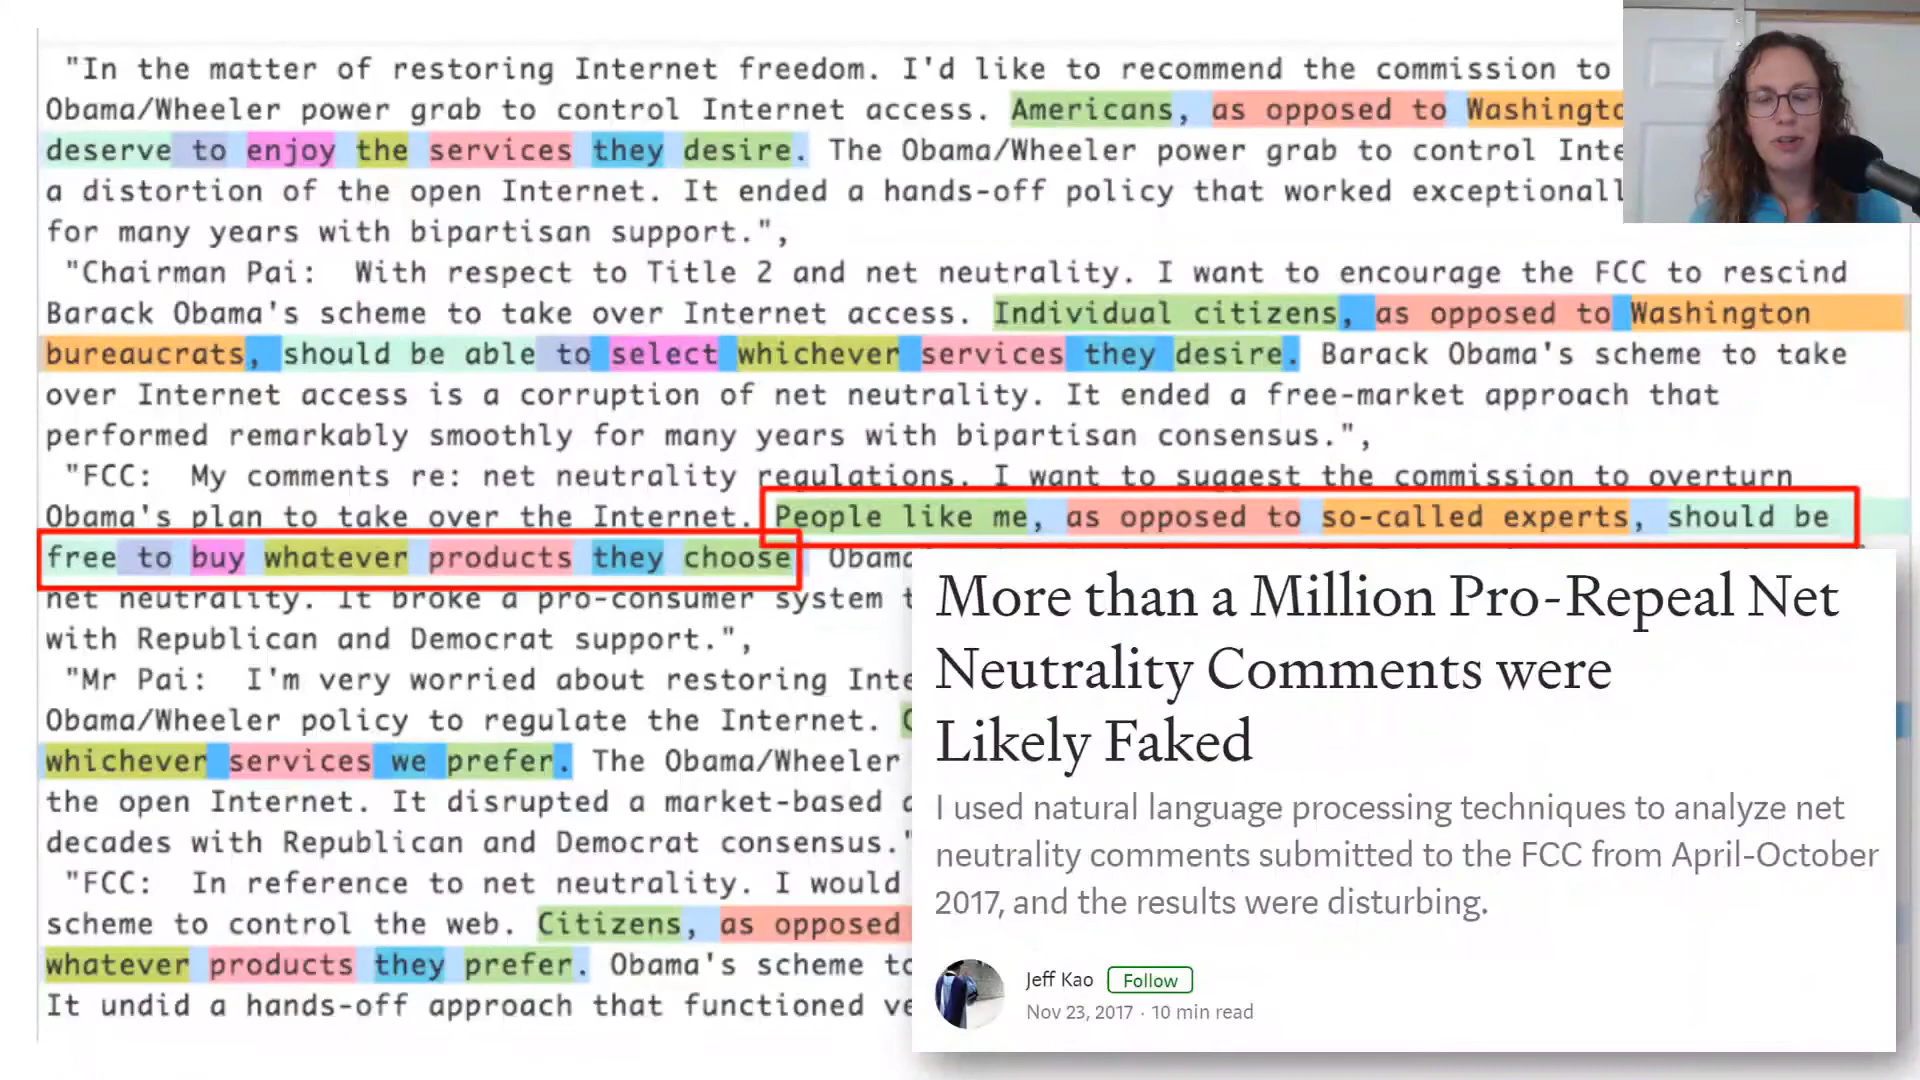 "In the matter of restoring Internet freedom. I'd like to recommend the commission to
Obama/Wheeler power grab to control Internet access. Americans, as opposed to
deserve to enjoy the services they desire. The Obama/Wheeler power grab to control
a distortion of the open Internet. It ended a hands-off policy that worked
for many years with bipartisan support.",
"Chairman Pai: With respect to Title 2 and net neutrality. I want to encourage the FCC to rescind
Barack Obama's scheme to take over Internet access. Individual citizens, as opposed to Washington
bureaucrats, should be able to select whichever services they desire. Barack Obama's scheme to take
over Internet access is a corruption of net neutrality. It ended a free-market approach that
performed remarkably smoothly for many years with bipartisan consensus.",
"FCC: My comments re: net neutrality regulations. I want to suggest the commission to overturn
Obama's plan to take over the Internet. People like me, as opposed to so-called experts, should be
free to buy whatever products they choose
net neutrality. It broke a pro-consumer system
with Republican and Democrat support.",
"Mr Pai: I'm very worried about restoring
Obama/Wheeler policy to regulate the Internet.
whichever services we prefer. The Obama/Wheeler
the open Internet. It disrupted a market-based
decades with Republican and Democrat consensus."
"FCC: In reference to net neutrality. I would
scheme to control the web. Citizens, as opposed
whatever products they prefer. Obama's scheme
It undid a hands-off approach that functioned
More than a Million Pro-Repeal Net
Neutrality Comments were
Likely Faked
I used natural language processing techniques to analyze net
neutrality comments submitted to the FCC from April-October
2017, and the results were disturbing.
Jeff Kao Follow
Nov 23, 2017 · 10 min read